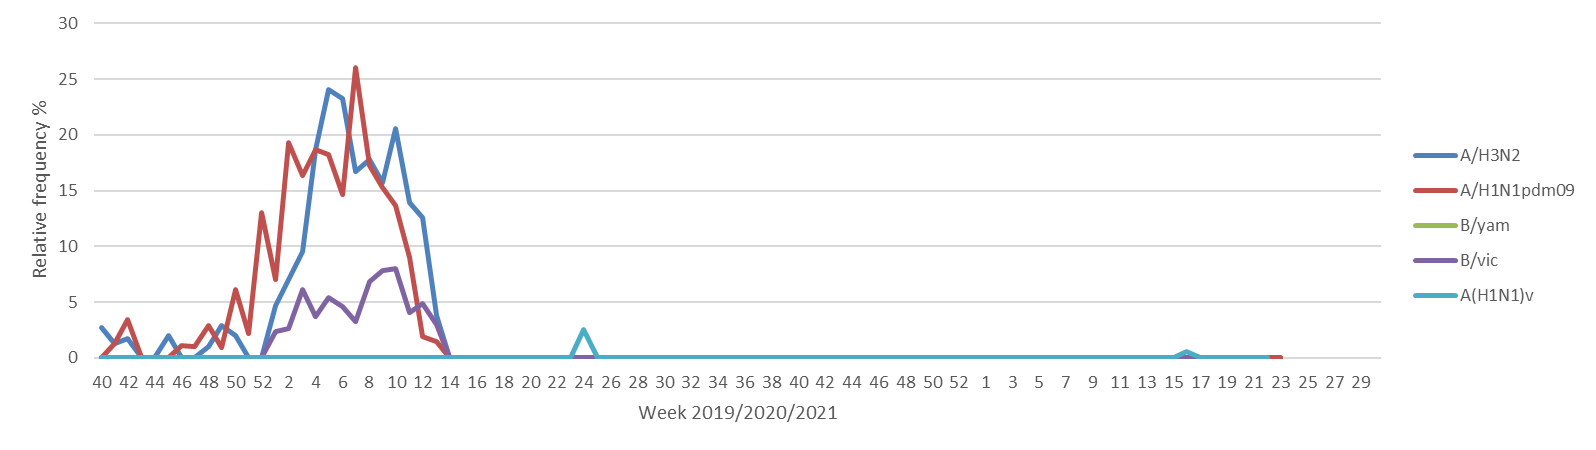 30
25
20
15
10
5
0
Relative frequency %
40 42 44 46 48 50 52 2 4 6 8 10 12 14 16 18 20 22 24 26 28 30 32 34 36 38 40 42 44 46 48 50 52 1 3 5 7 9 11 13 15 17 19 21 23 25 27 29
Week 2019/2020/2021
A/H3N2
A/H1N1pdm09
B/yam
B/vic
A(H1N1)v